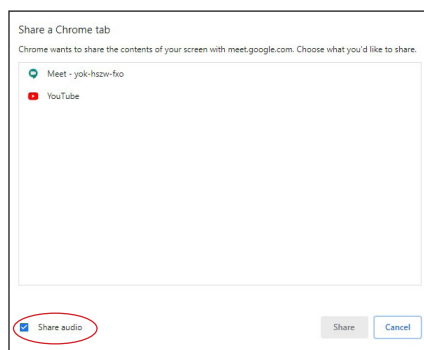 Share a Chrome tab
Chrome wants to share the contents of your screen with meet.google.com. Choose what you'd like to share.
Meet - yok-hszw-fxo
YouTube
Share audio
Share
Cancel